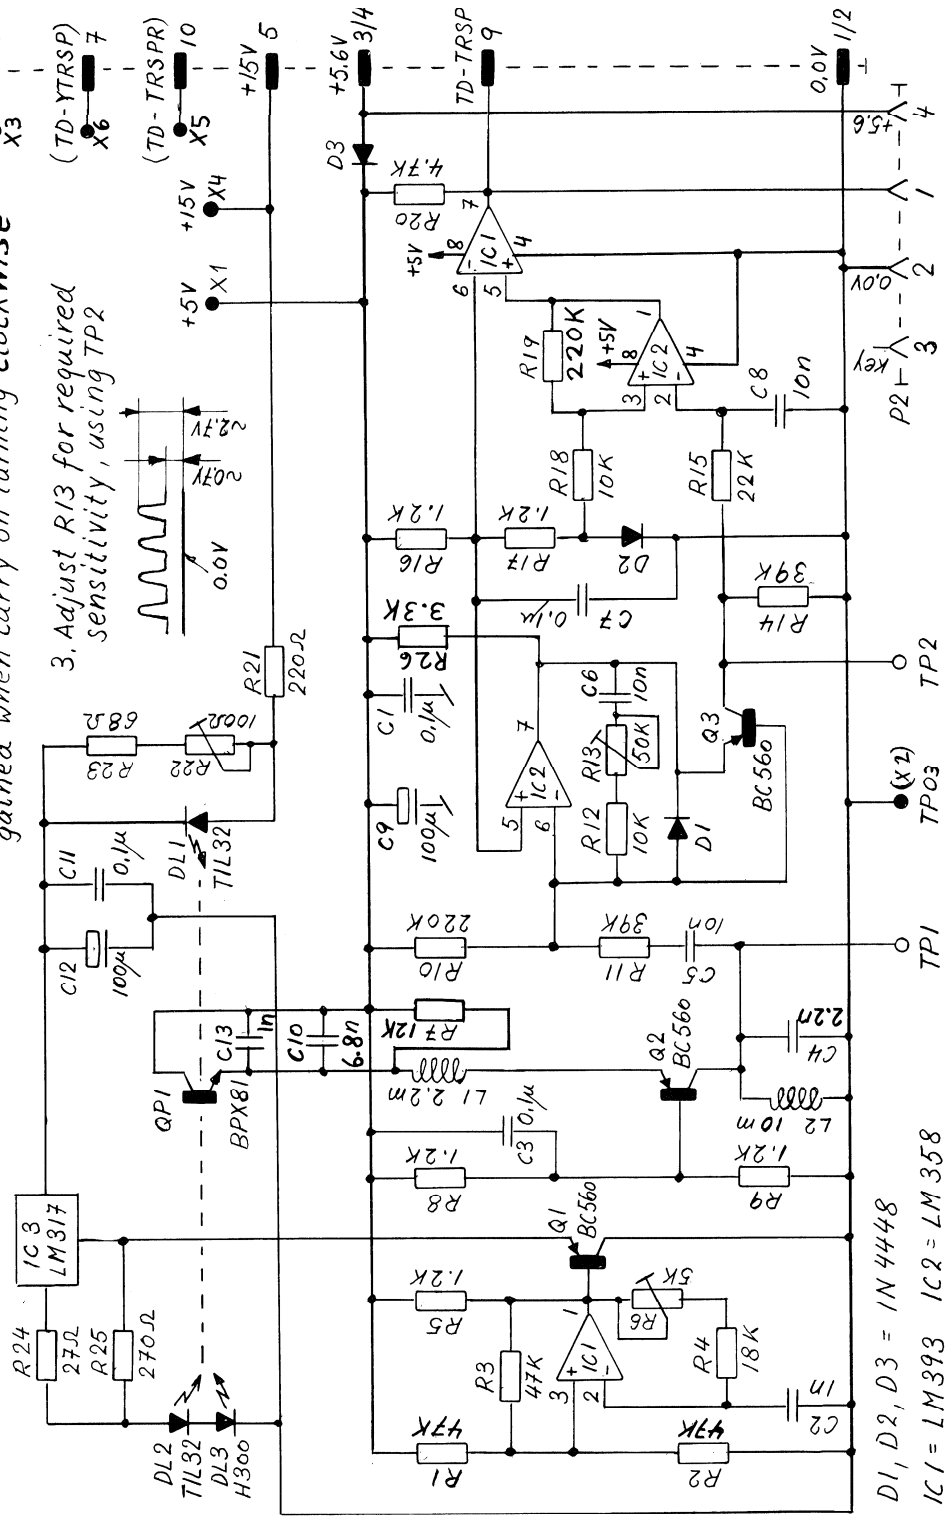 gained when carry on turning clockwise
X3
3. Adjust R13 for required
sensitivity, using TP2
~2.7V
~0.7V
0.0V
(TD-YTRSP) 7
X6
(TD-TRSPR) 10
X5
+15V 5
+15V
X4
+5V
X1
+5.6V 3/4
TD-TRSP 9
0.0V 1/2
IC3
LM317
R24
27Ω
R25
270Ω
DL2
TIL32
DL3
H300
C12
100µ
C11
0.1µ
DL1
TIL32
R23
68Ω
R22
100Ω
R21
220Ω
QP1
BPX81
C13
1n
C10
6.8n
R7 12K
L1 2.2m
R1
47K
R2
47K
R3
47K
R5
1.2K
3
2
1
IC1
+
-
R6
5K
R4
18K
C2
1n
Q1
BC560
R8
1.2K
C3
0.1µ
R9
1.2K
Q2
BC560
L2
10m
C4
2.2n
R10
220K
R11
39K
C5
10n
C9
100µ
C1
0.1µ
R26
3.3K
5
6
7
IC2
+
-
R12
10K
R13
50K
C6
10n
D1
Q3
BC560
R14
39K
R16
1.2K
R17
1.2K
C7
0.1µ
D2
R18
10K
R15
22K
C8
10n
R19
220K
+5V
8
3
2
1
4
IC2
+
-
D3
R20
4.7K
+5V
8
6
5
7
4
IC1
-
+
TP1
TP03
(X2)
TP2
P2
key
3
0.0V
2
1
+5.6
4
D1, D2, D3 = 1N4448
IC1 = LM393 IC2 = LM358